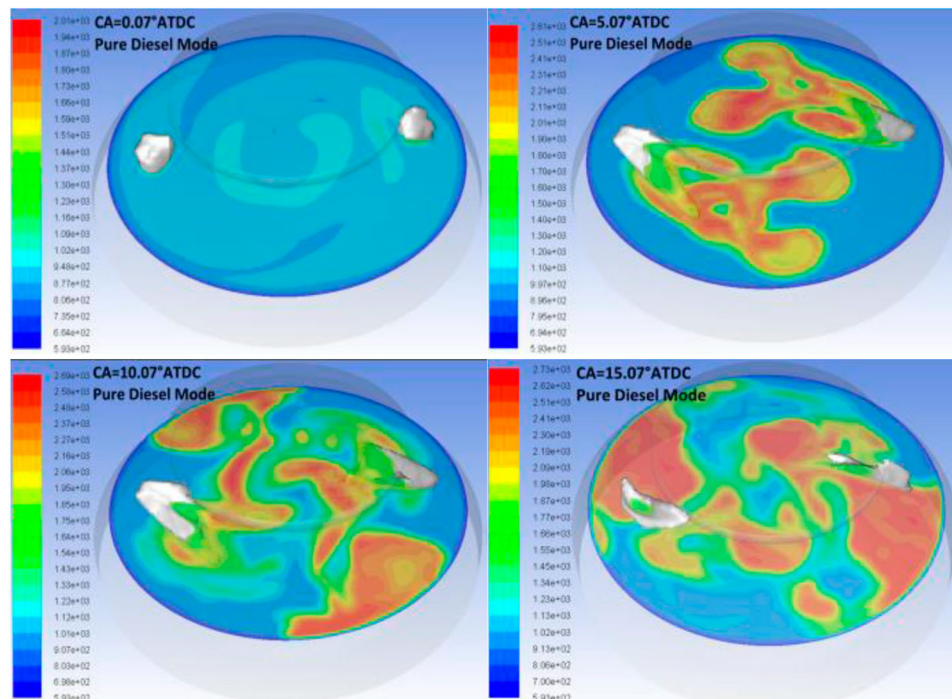 CA=0.07°ATDC
Pure Diesel Mode
2.01e+03
1.94e+03
1.87e+03
1.80e+03
1.73e+03
1.66e+03
1.59e+03
1.51e+03
1.44e+03
1.37e+03
1.30e+03
1.23e+03
1.16e+03
1.09e+03
1.02e+03
9.48e+02
8.77e+02
8.06e+02
7.35e+02
6.64e+02
5.93e+02
CA=5.07°ATDC
Pure Diesel Mode
2.61e+03
2.51e+03
2.41e+03
2.31e+03
2.21e+03
2.11e+03
2.01e+03
1.90e+03
1.80e+03
1.70e+03
1.60e+03
1.50e+03
1.40e+03
1.30e+03
1.20e+03
1.10e+03
9.97e+02
8.96e+02
7.95e+02
6.94e+02
5.93e+02
CA=10.07°ATDC
Pure Diesel Mode
2.69e+03
2.58e+03
2.48e+03
2.37e+03
2.27e+03
2.16e+03
2.06e+03
1.95e+03
1.85e+03
1.75e+03
1.64e+03
1.54e+03
1.43e+03
1.33e+03
1.22e+03
1.12e+03
1.01e+03
9.07e+02
8.03e+02
6.98e+02
5.93e+02
CA=15.07°ATDC
Pure Diesel Mode
2.73e+03
2.62e+03
2.51e+03
2.41e+03
2.30e+03
2.19e+03
2.09e+03
1.98e+03
1.87e+03
1.77e+03
1.66e+03
1.55e+03
1.45e+03
1.34e+03
1.23e+03
1.13e+03
1.02e+03
9.13e+02
8.06e+02
7.00e+02
5.93e+02